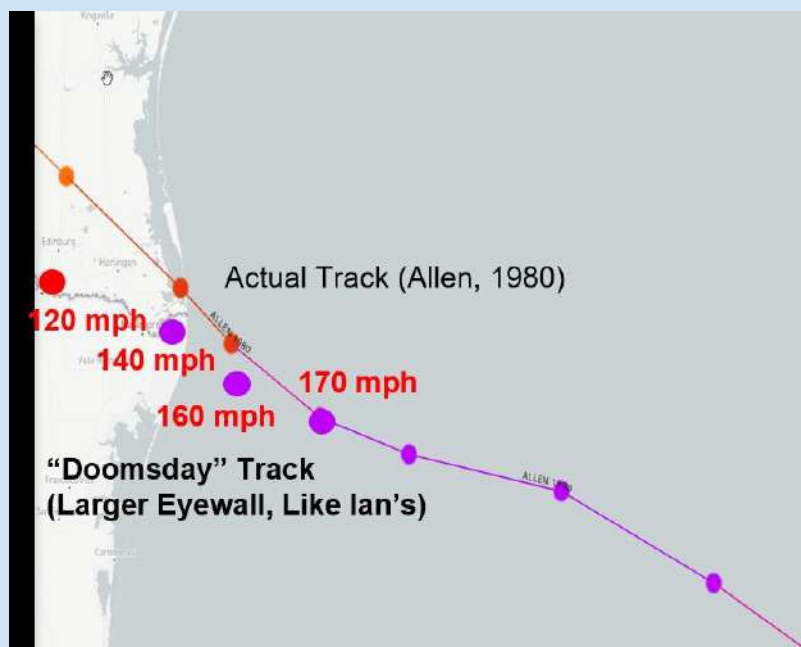 Kingsville
Edinburg
Harlingen
Actual Track (Allen, 1980)
120 mph
ALLEN 1980
140 mph
170 mph
160 mph
“Doomsday” Track
(Larger Eyewall, Like Ian’s)
ALLEN 1980